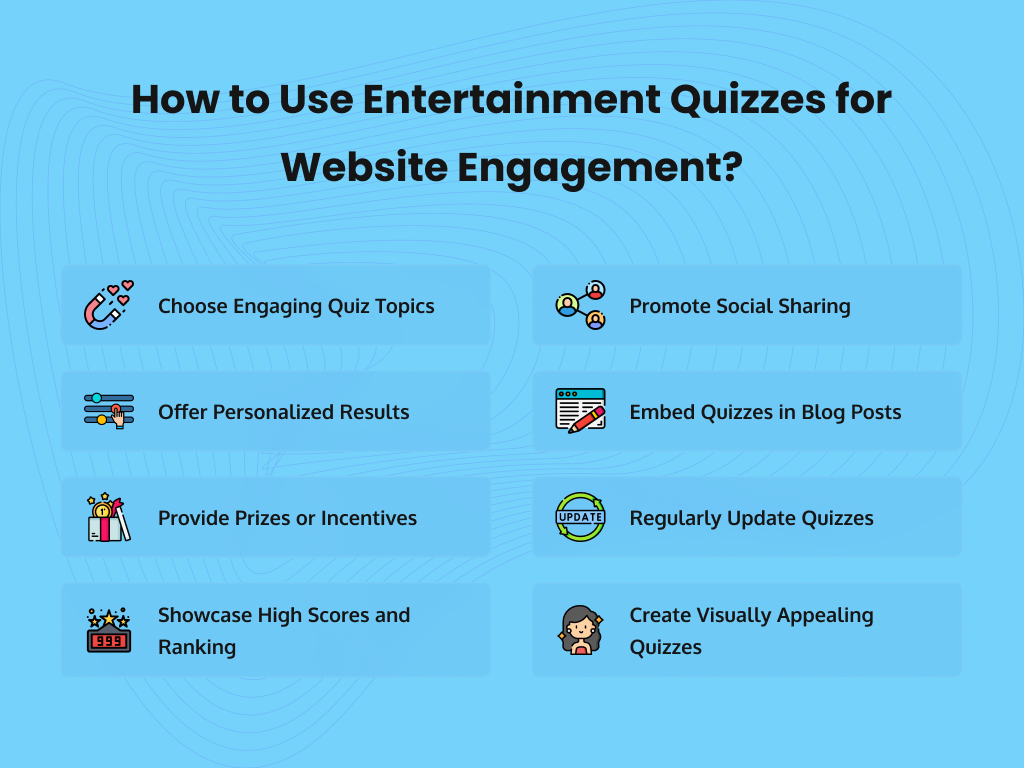 How to Use Entertainment Quizzes for
Website Engagement?
Choose Engaging Quiz Topics
Promote Social Sharing
Offer Personalized Results
Embed Quizzes in Blog Posts
1st
Provide Prizes or Incentives
UPDATE
Regularly Update Quizzes
999
Showcase High Scores and
Ranking
Create Visually Appealing
Quizzes